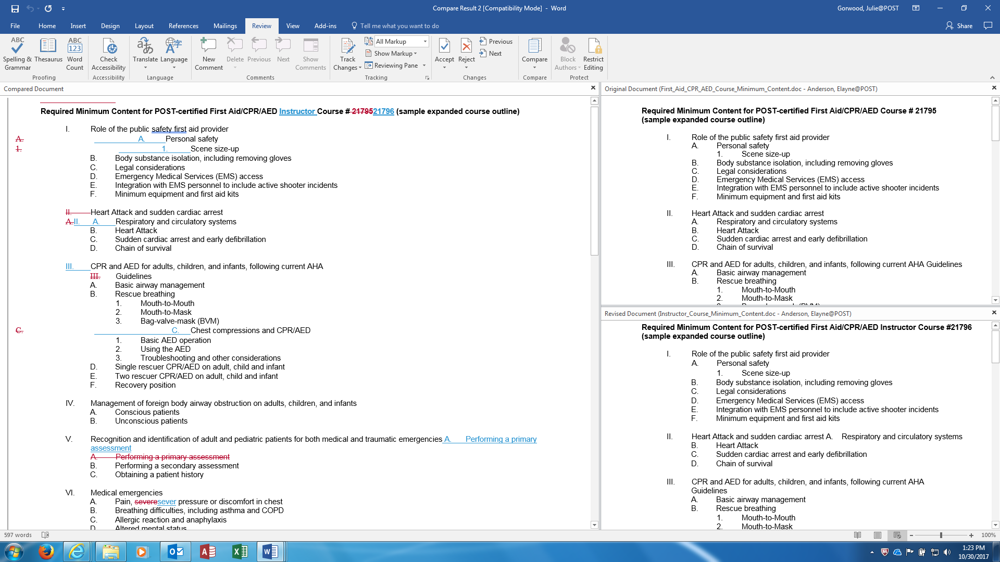 Compare Result 2 [Compatibility Mode] - Word
Gorwood, Julie@POST
File Home Insert Design Layout References Mailings Review View Add-ins Tell me what you want to do
Share
ABC Spelling & Grammar
Thesaurus
ABC 123 Word Count
Check Accessibility
Translate
Language
New Comment
Delete
Previous
Next
Show Comments
Track Changes
All Markup
Show Markup
Reviewing Pane
Accept
Reject
Previous
Next
Compare
Block Authors
Restrict Editing
Proofing Accessibility Language Comments Tracking Changes Compare Protect
Compared Document
Required Minimum Content for POST-certified First Aid/CPR/AED Instructor Course # 2179521796 (sample expanded course outline)
I. Role of the public safety first aid provider
A. A. Personal safety
1. 1. Scene size-up
B. Body substance isolation, including removing gloves
C. Legal considerations
D. Emergency Medical Services (EMS) access
E. Integration with EMS personnel to include active shooter incidents
F. Minimum equipment and first aid kits
II. Heart Attack and sudden cardiac arrest
A.II. A. Respiratory and circulatory systems
B. Heart Attack
C. Sudden cardiac arrest and early defibrillation
D. Chain of survival
III. CPR and AED for adults, children, and infants, following current AHA
III. Guidelines
A. Basic airway management
B. Rescue breathing
1. Mouth-to-Mouth
2. Mouth-to-Mask
3. Bag-valve-mask (BVM)
C. C. Chest compressions and CPR/AED
1. Basic AED operation
2. Using the AED
3. Troubleshooting and other considerations
D. Single rescuer CPR/AED on adult, child and infant
E. Two rescuer CPR/AED on adult, child and infant
F. Recovery position
IV. Management of foreign body airway obstruction on adults, children, and infants
A. Conscious patients
B. Unconscious patients
V. Recognition and identification of adult and pediatric patients for both medical and traumatic emergencies A. Performing a primary
assessment
A. Performing a primary assessment
B. Performing a secondary assessment
C. Obtaining a patient history
VI. Medical emergencies
A. Pain, severesever pressure or discomfort in chest
B. Breathing difficulties, including asthma and COPD
C. Allergic reaction and anaphylaxis
D. Altered mental status
Original Document (First_Aid_CPR_AED_Course_Minimum_Content.doc - Anderson, Elayne@POST)
Required Minimum Content for POST-certified First Aid/CPR/AED Course # 21795
(sample expanded course outline)
I. Role of the public safety first aid provider
A. Personal safety
1. Scene size-up
B. Body substance isolation, including removing gloves
C. Legal considerations
D. Emergency Medical Services (EMS) access
E. Integration with EMS personnel to include active shooter incidents
F. Minimum equipment and first aid kits
II. Heart Attack and sudden cardiac arrest
A. Respiratory and circulatory systems
B. Heart Attack
C. Sudden cardiac arrest and early defibrillation
D. Chain of survival
III. CPR and AED for adults, children, and infants, following current AHA Guidelines
A. Basic airway management
B. Rescue breathing
1. Mouth-to-Mouth
2. Mouth-to-Mask
Revised Document (Instructor_Course_Minimum_Content.doc - Anderson, Elayne@POST)
Required Minimum Content for POST-certified First Aid/CPR/AED Instructor Course #21796
(sample expanded course outline)
I. Role of the public safety first aid provider
A. Personal safety
1. Scene size-up
B. Body substance isolation, including removing gloves
C. Legal considerations
D. Emergency Medical Services (EMS) access
E. Integration with EMS personnel to include active shooter incidents
F. Minimum equipment and first aid kits
II. Heart Attack and sudden cardiac arrest A. Respiratory and circulatory systems
B. Heart Attack
C. Sudden cardiac arrest and early defibrillation
D. Chain of survival
III. CPR and AED for adults, children, and infants, following current AHA
Guidelines
A. Basic airway management
B. Rescue breathing
1. Mouth-to-Mouth
2. Mouth-to-Mask
597 words
100%
1:23 PM
10/30/2017